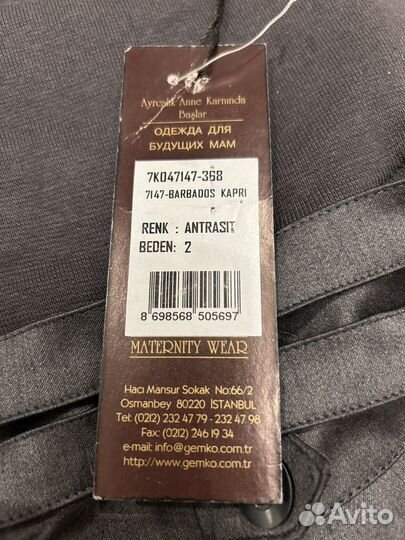 Ayrıcalık Anne Karnında
Başlar
ОДЕЖДА ДЛЯ
БУДУЩИХ МАМ
7K047147-368
7147-BARBADOS KAPRI
RENK : ANTRASIT
BEDEN: 2
8 698568 505697
MATERNITY WEAR
Hacı Mansur Sokak No:66/2
Osmanbey 80220 İSTANBUL
Tel: (0212) 232 47 79 - 232 47 98
Fax: (0212) 246 19 34
e-mail: info@gemko.com.tr
http://www.gemko.com.tr
Avito